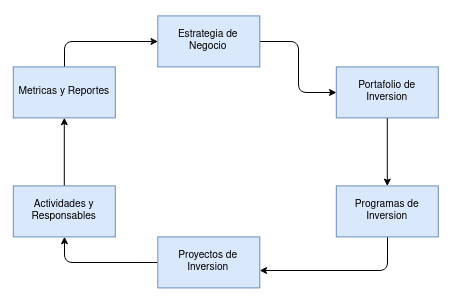 Estrategia de
Negocio
Metricas y Reportes
Portafolio de
Inversion
Actividades y
Responsables
Programas de
Inversion
Proyectos de
Inversion